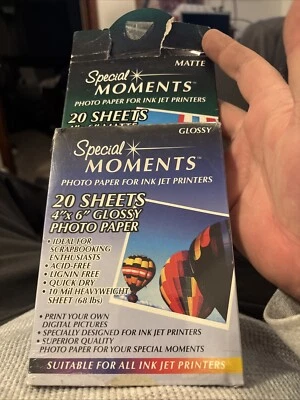 MATTE
Special
MOMENTS™
PHOTO PAPER FOR INK JET PRINTERS
20 SHEETS
GLOSSY
Special
MOMENTS™
PHOTO PAPER FOR INK JET PRINTERS
20 SHEETS
4"x 6" GLOSSY
PHOTO PAPER
• IDEAL FOR
SCRAPBOOKING
ENTHUSIASTS
• ACID-FREE
• LIGNIN FREE
• QUICK DRY
• 10 Mil HEAVYWEIGHT
SHEET (68 lbs)
• PRINT YOUR OWN
DIGITAL PICTURES
• SPECIALLY DESIGNED FOR INK JET PRINTERS
• SUPERIOR QUALITY
PHOTO PAPER FOR YOUR SPECIAL MOMENTS
SUITABLE FOR ALL INK JET PRINTERS